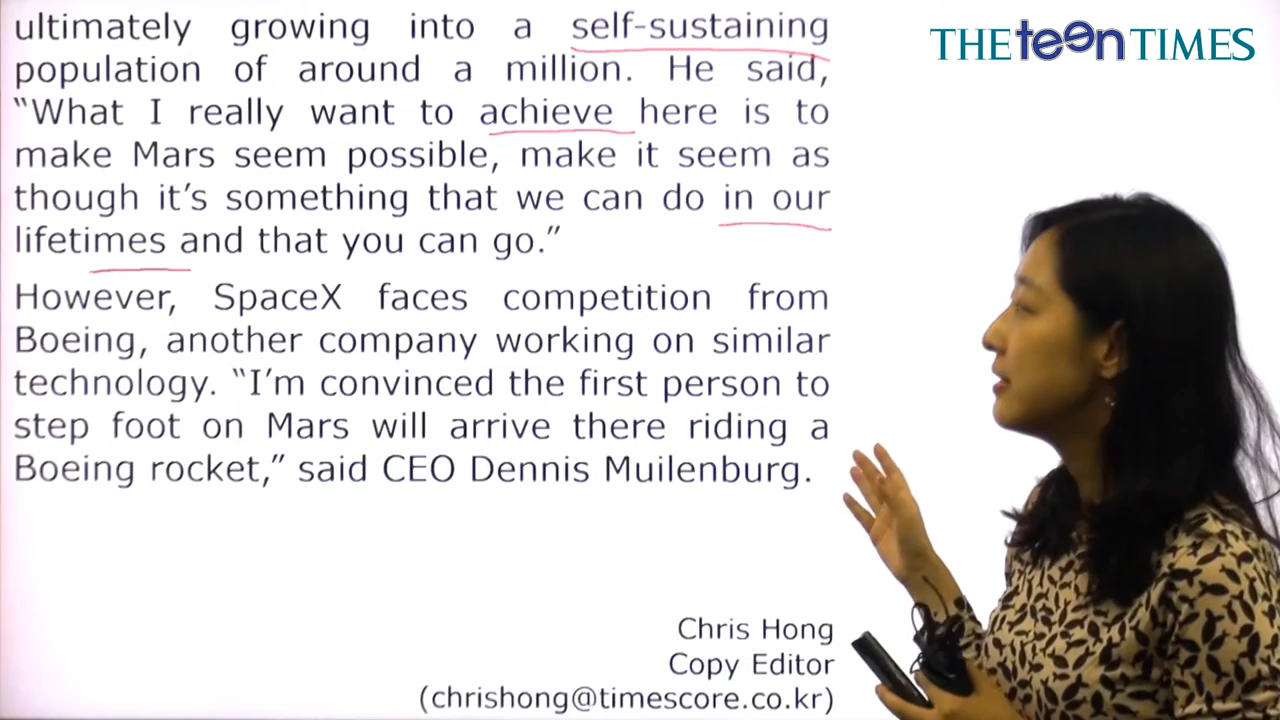 ultimately growing into a self-sustaining
population of around a million. He said,
“What I really want to achieve here is to
make Mars seem possible, make it seem as
though it’s something that we can do in our
lifetimes and that you can go.”
However, SpaceX faces competition from
Boeing, another company working on similar
technology. “I’m convinced the first person to
step foot on Mars will arrive there riding a
Boeing rocket,” said CEO Dennis Muilenburg.
Chris Hong
Copy Editor
(chrishong@timescore.co.kr)
THE teen TIMES